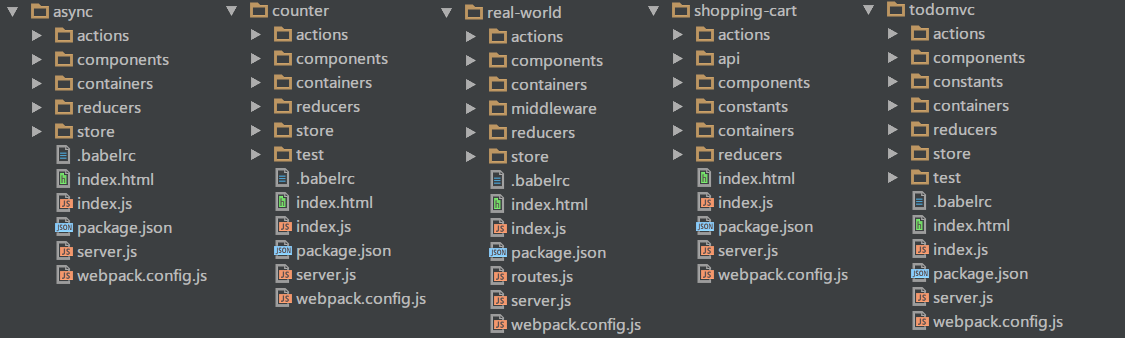 async
actions
components
containers
reducers
store
.babelrc
index.html
index.js
package.json
server.js
webpack.config.js
counter
actions
components
containers
reducers
store
test
.babelrc
index.html
index.js
package.json
server.js
webpack.config.js
real-world
actions
components
containers
middleware
reducers
store
.babelrc
index.html
index.js
package.json
routes.js
server.js
webpack.config.js
shopping-cart
actions
api
components
constants
containers
reducers
index.html
index.js
package.json
server.js
webpack.config.js
todomvc
actions
components
constants
containers
reducers
store
test
.babelrc
index.html
index.js
package.json
server.js
webpack.config.js